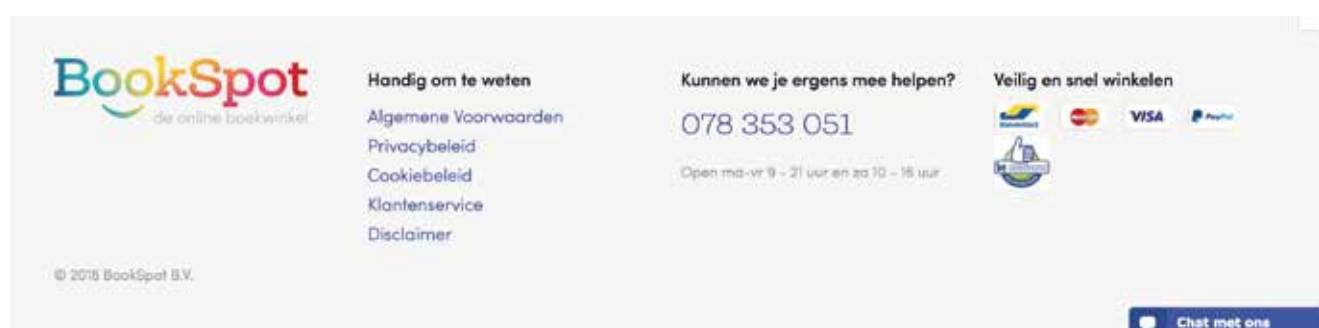 BookSpot
de online boekwinkel
Handig om te weten
Algemene Voorwaarden
Privacybeleid
Cookiebeleid
Klantenservice
Disclaimer
Kunnen we je ergens mee helpen?
078 353 051
Open ma-vr 9 - 21 uur en za 10 - 16 uur
Veilig en snel winkelen
VISA
PayPal
© 2018 BookSpot B.V.
Chat met ons